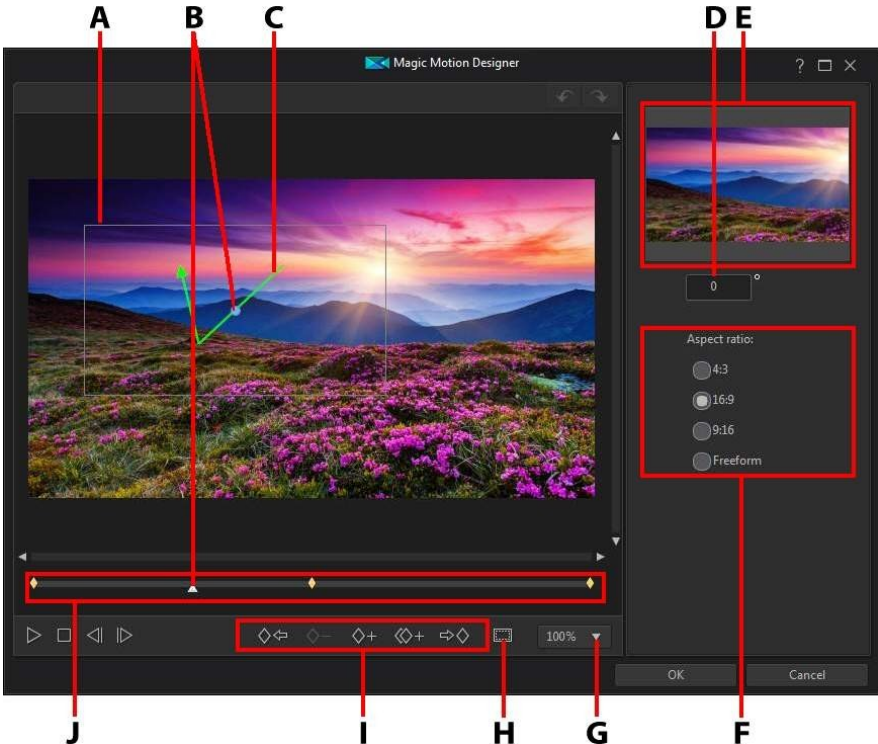 A B C D E
Magic Motion Designer
?
0 °
Aspect ratio:
4:3
16:9
9:16
Freeform
100%
OK Cancel
J I H G F